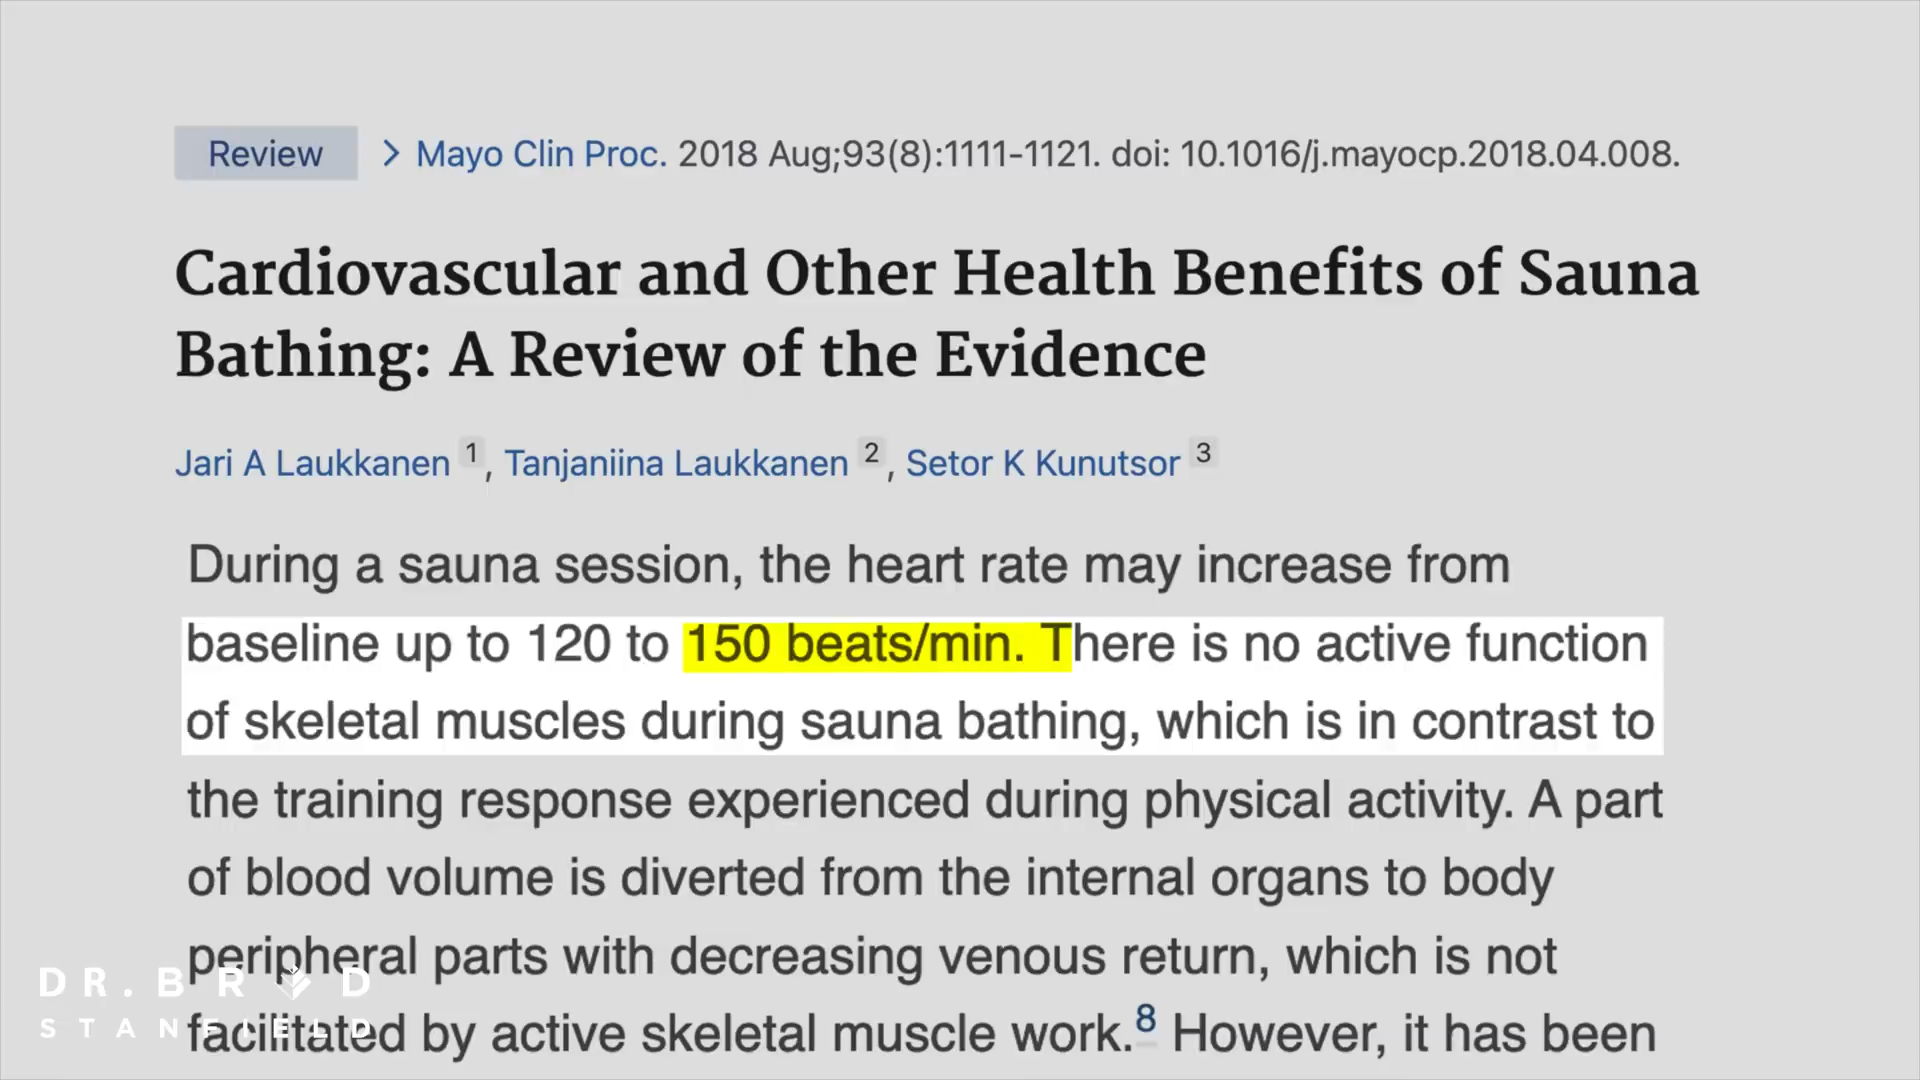 Review > Mayo Clin Proc. 2018 Aug;93(8):1111-1121. doi: 10.1016/j.mayocp.2018.04.008.
Cardiovascular and Other Health Benefits of Sauna
Bathing: A Review of the Evidence
Jari A Laukkanen 1, Tanjaniina Laukkanen 2, Setor K Kunutsor 3
During a sauna session, the heart rate may increase from
baseline up to 120 to 150 beats/min. There is no active function
of skeletal muscles during sauna bathing, which is in contrast to
the training response experienced during physical activity. A part
of blood volume is diverted from the internal organs to body
peripheral parts with decreasing venous return, which is not
facilitated by active skeletal muscle work.8 However, it has been
DR. BRAD
STANFIELD